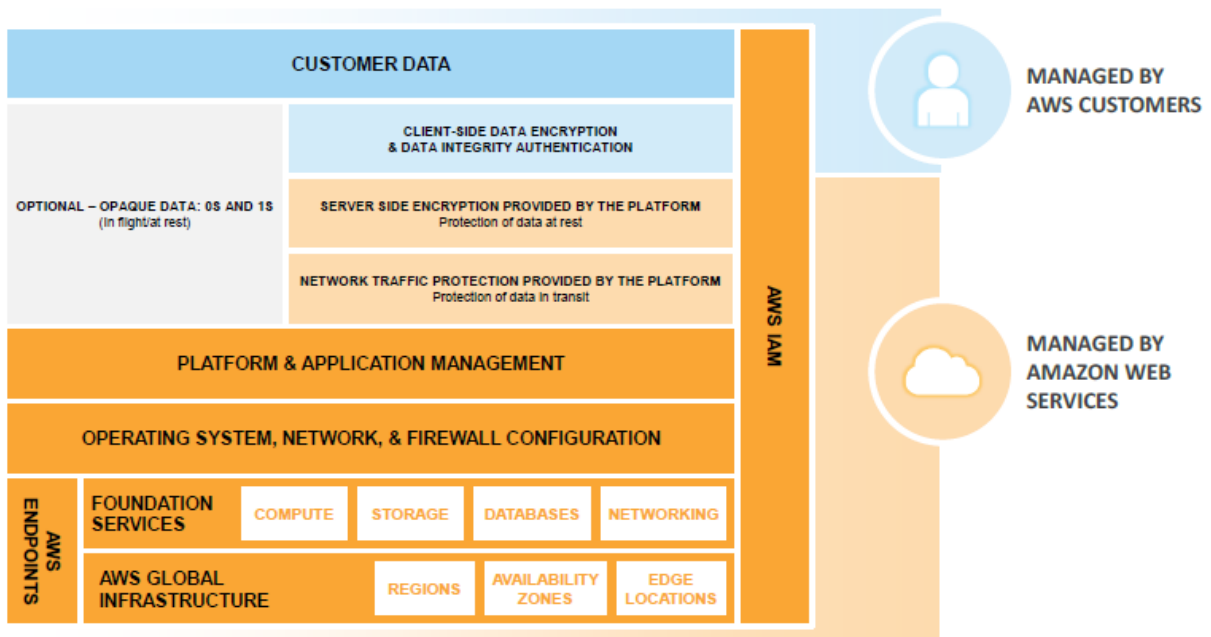 CUSTOMER DATA
MANAGED BY
AWS CUSTOMERS
CLIENT-SIDE DATA ENCRYPTION
& DATA INTEGRITY AUTHENTICATION
OPTIONAL – OPAQUE DATA: 0S AND 1S
(In flight/at rest)
SERVER SIDE ENCRYPTION PROVIDED BY THE PLATFORM
Protection of data at rest
NETWORK TRAFFIC PROTECTION PROVIDED BY THE PLATFORM
Protection of data in transit
AWS IAM
MANAGED BY
AMAZON WEB
SERVICES
PLATFORM & APPLICATION MANAGEMENT
OPERATING SYSTEM, NETWORK, & FIREWALL CONFIGURATION
AWS
ENDPOINTS
FOUNDATION
SERVICES
COMPUTE
STORAGE
DATABASES
NETWORKING
AWS GLOBAL
INFRASTRUCTURE
REGIONS
AVAILABILITY
ZONES
EDGE
LOCATIONS